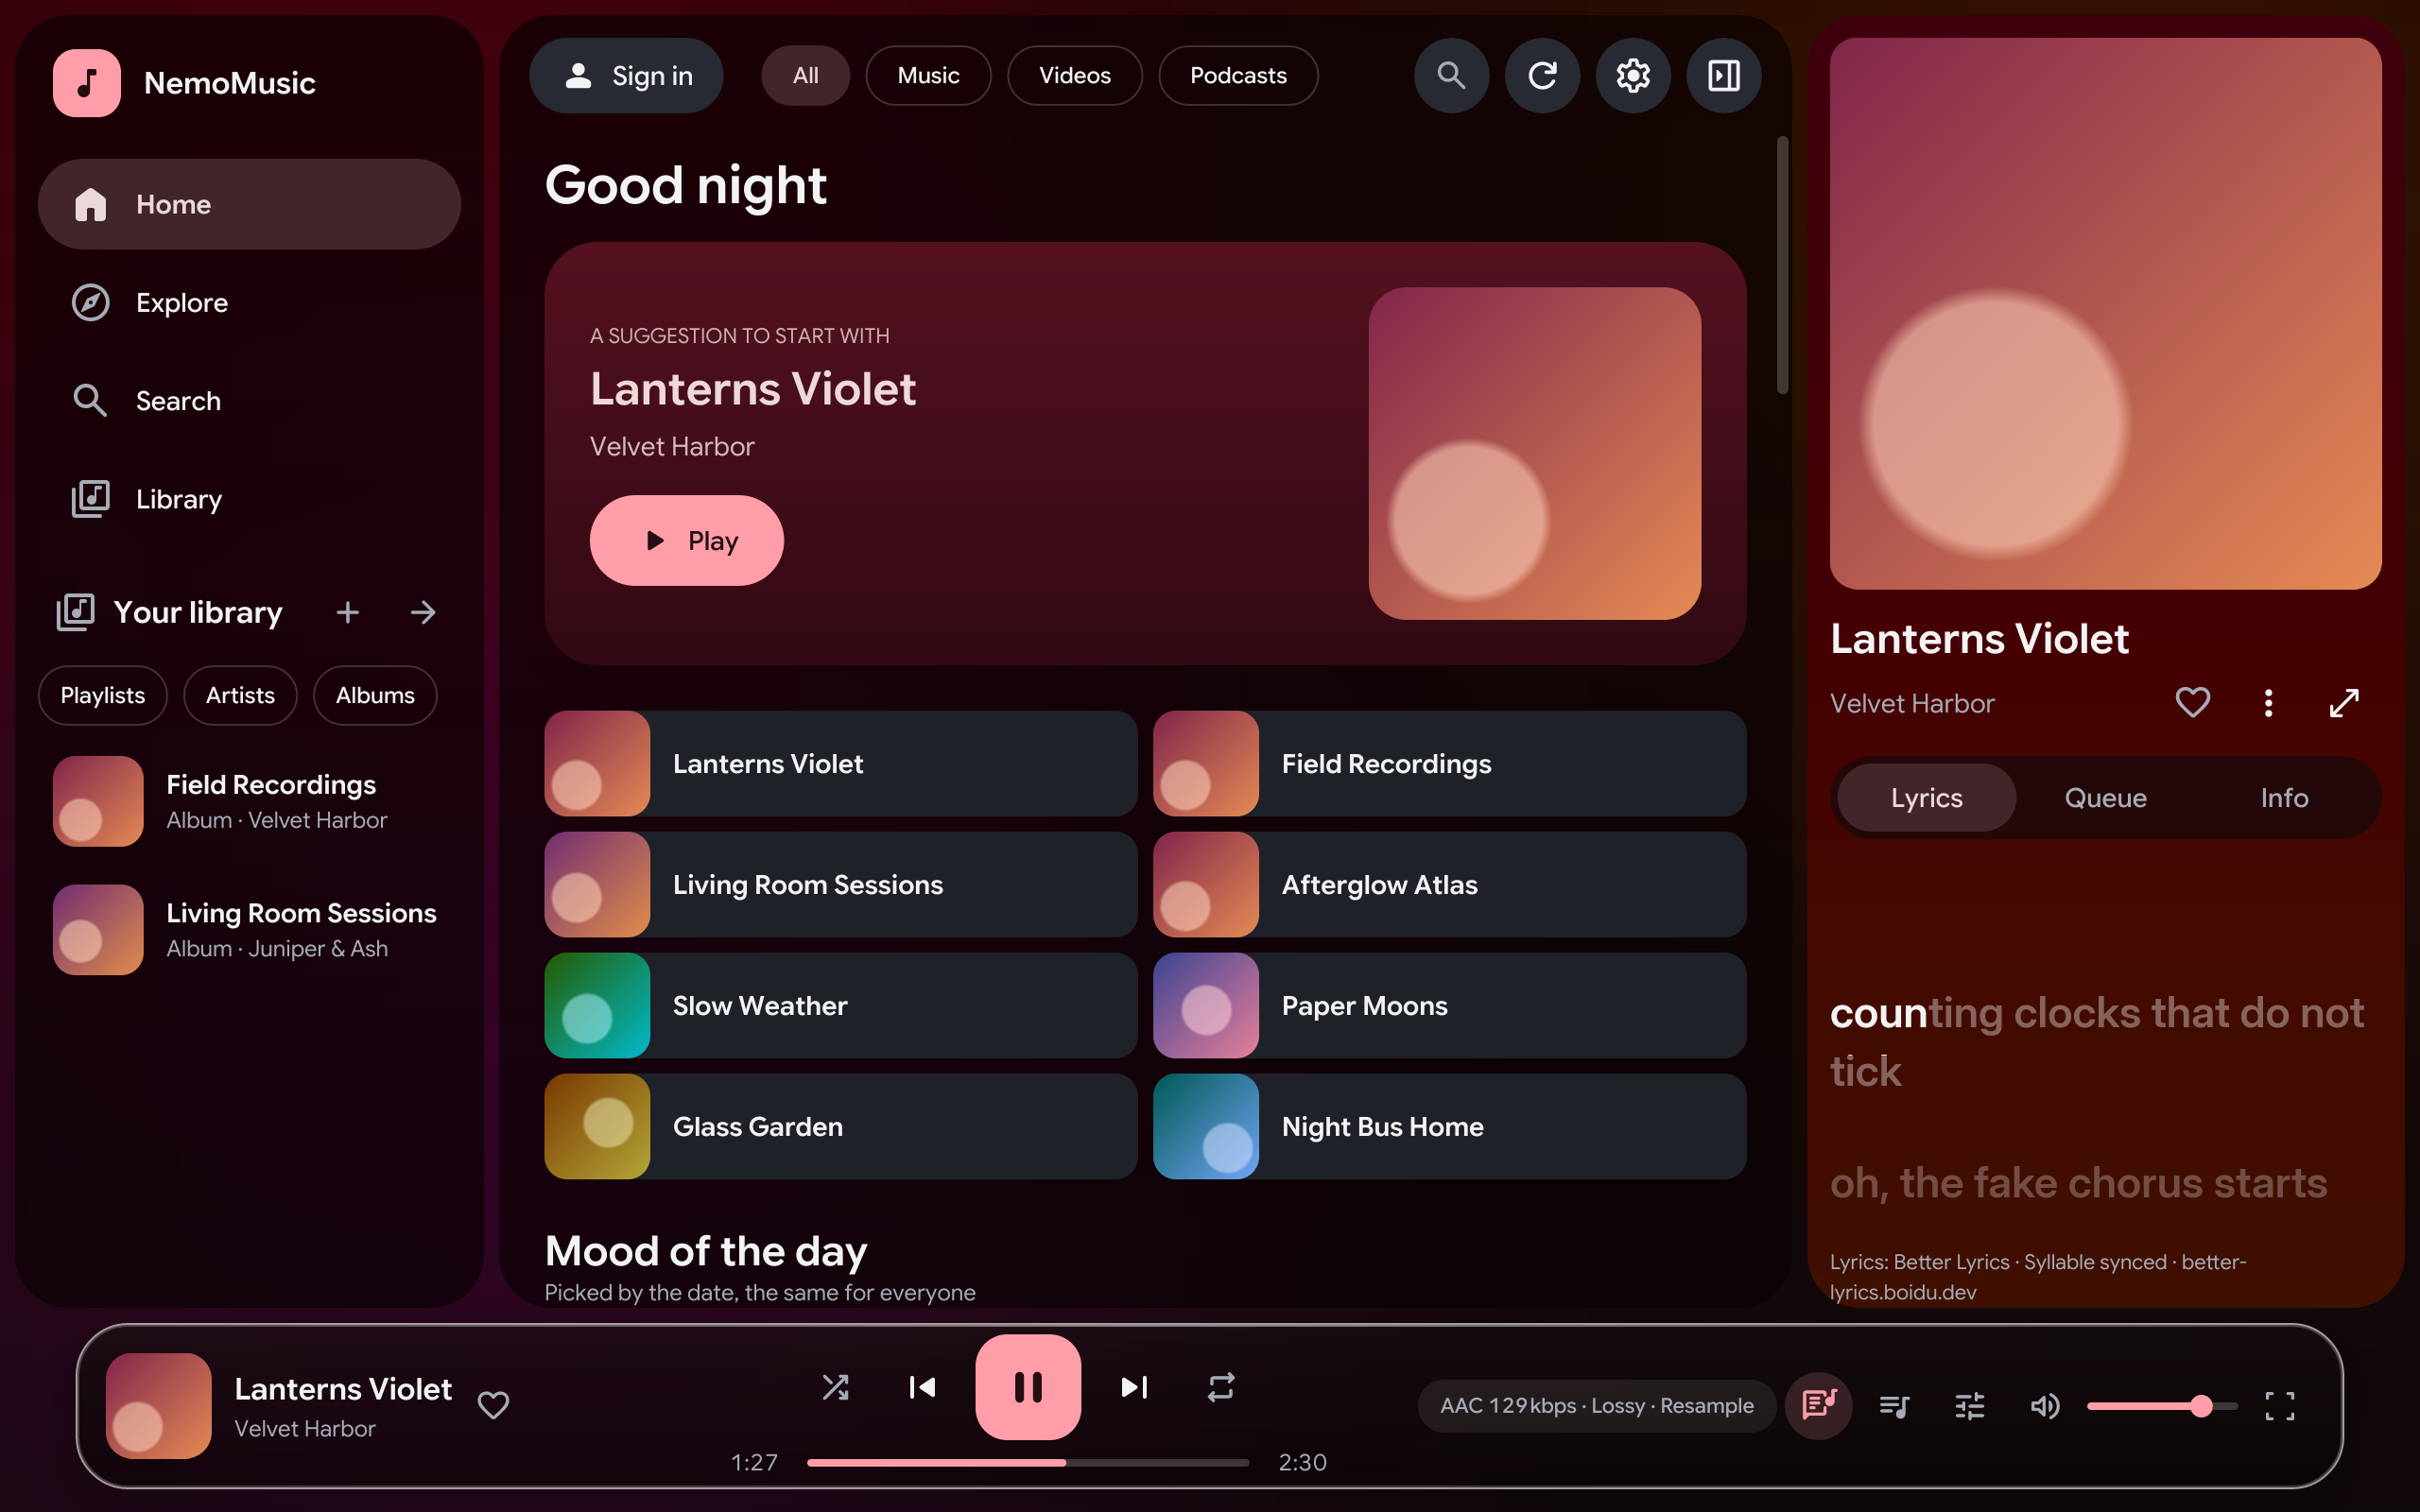 NemoMusic
Home
Explore
Search
Library
Your library
Playlists
Artists
Albums
Field Recordings
Album · Velvet Harbor
Living Room Sessions
Album · Juniper & Ash
Sign in
All
Music
Videos
Podcasts
Good night
A SUGGESTION TO START WITH
Lanterns Violet
Velvet Harbor
Play
Lanterns Violet
Field Recordings
Living Room Sessions
Afterglow Atlas
Slow Weather
Paper Moons
Glass Garden
Night Bus Home
Mood of the day
Picked by the date, the same for everyone
Lanterns Violet
Velvet Harbor
Lyrics
Queue
Info
counting clocks that do not
tick
oh, the fake chorus starts
Lyrics: Better Lyrics · Syllable synced · better-
lyrics.boidu.dev
Lanterns Violet
Velvet Harbor
1:27
2:30
AAC 129 kbps · Lossy · Resample